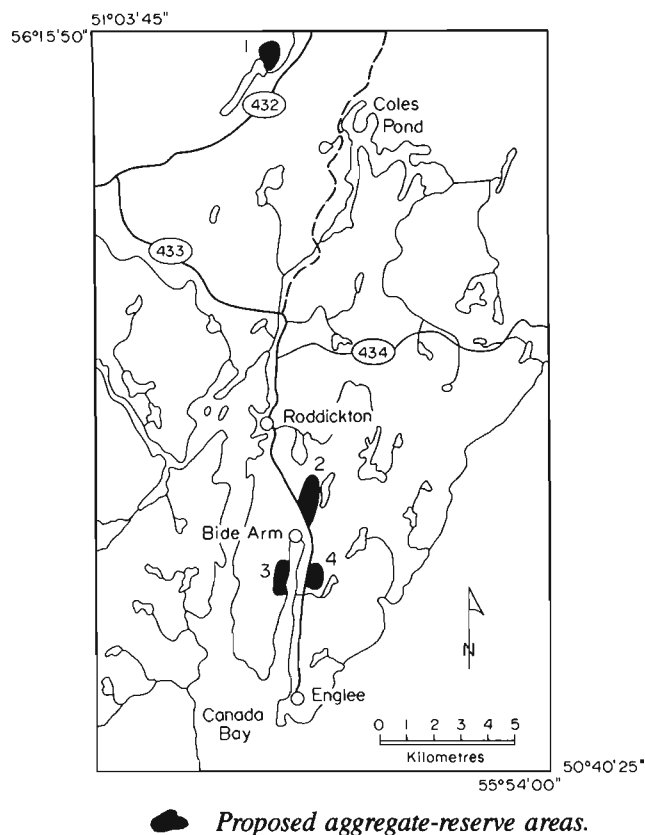 51°03'45"
56°15'50"
1
432
Coles
Pond
433
434
Roddickton
2
Bide Arm
3
4
N
Englee
Canada
Bay
0 1 2 3 4 5
Kilometres
50°40'25"
55°54'00"
Proposed aggregate-reserve areas.